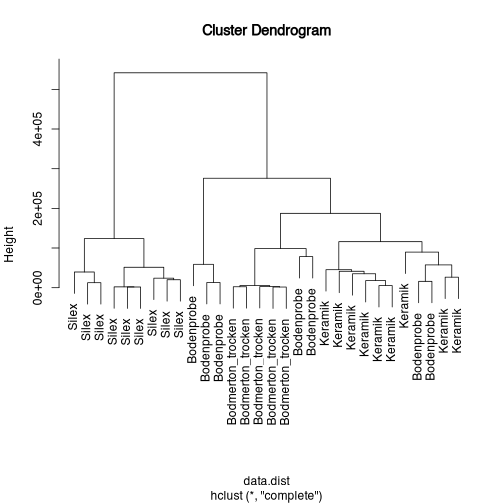 Cluster Dendrogram
Height
0e+00
2e+05
4e+05
Silex
Silex
Silex
Silex
Silex
Silex
Silex
Silex
Silex
Bodenprobe
Bodenprobe
Bodenprobe
Bodmerton_trocken
Bodmerton_trocken
Bodmerton_trocken
Bodmerton_trocken
Bodmerton_trocken
Bodenprobe
Bodenprobe
Keramik
Keramik
Keramik
Keramik
Keramik
Keramik
Keramik
Bodenprobe
Bodenprobe
Keramik
Keramik
data.dist
hclust (*, "complete")